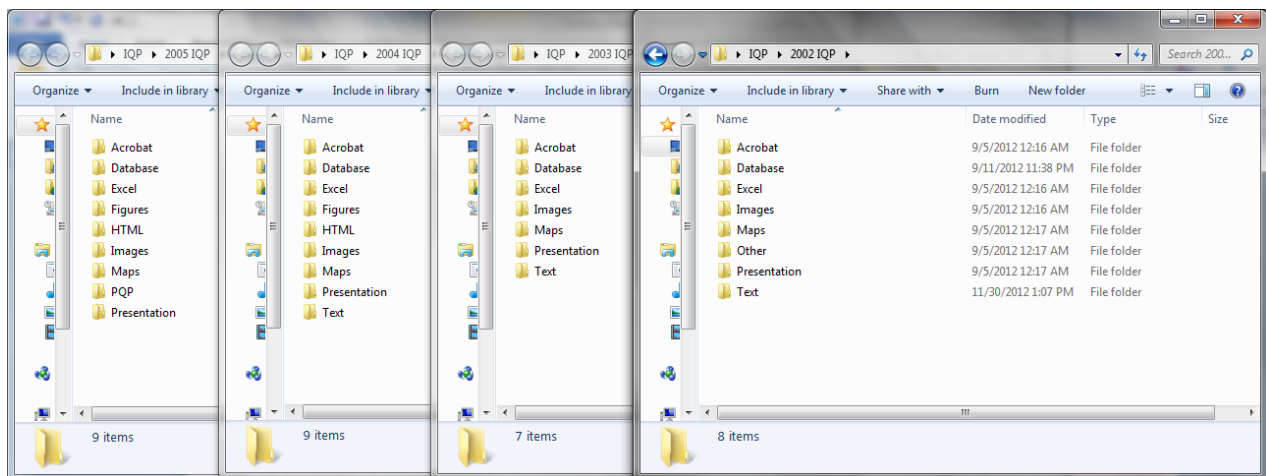 IQP ▸ 2005 IQP
Organize ▾ Include in library
Name
Acrobat
Database
Excel
Figures
HTML
Images
Maps
PQP
Presentation
9 items
IQP ▸ 2004 IQP
Organize ▾ Include in library ▾
Name
Acrobat
Database
Excel
Figures
HTML
Images
Maps
Presentation
Text
9 items
IQP ▸ 2003 IQP
Organize ▾ Include in library
Name
Acrobat
Database
Excel
Images
Maps
Presentation
Text
7 items
IQP ▸ 2002 IQP ▸ Search 200...
Organize ▾ Include in library ▾ Share with ▾ Burn New folder
Name Date modified Type Size
Acrobat 9/5/2012 12:16 AM File folder
Database 9/11/2012 11:38 PM File folder
Excel 9/5/2012 12:16 AM File folder
Images 9/5/2012 12:16 AM File folder
Maps 9/5/2012 12:17 AM File folder
Other 9/5/2012 12:17 AM File folder
Presentation 9/5/2012 12:17 AM File folder
Text 11/30/2012 1:07 PM File folder
8 items